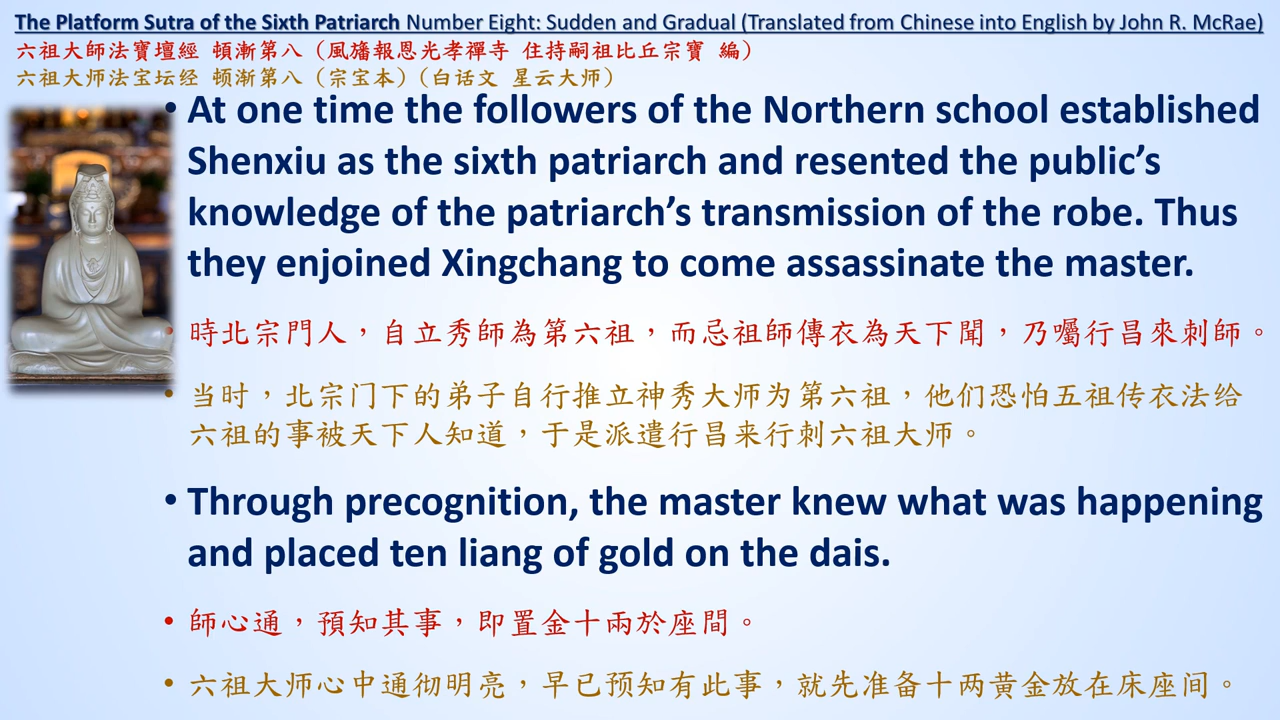 The Platform Sutra of the Sixth Patriarch Number Eight: Sudden and Gradual (Translated from Chinese into English by John R. McRae)
六祖大師法寶壇經 頓漸第八 (風旛報恩光孝禪寺 住持嗣祖比丘宗寶 編)
六祖大师法宝坛经 顿渐第八 (宗宝本) (白话文 星云大师)
• At one time the followers of the Northern school established
Shenxiu as the sixth patriarch and resented the public’s
knowledge of the patriarch’s transmission of the robe. Thus
they enjoined Xingchang to come assassinate the master.
• 時北宗門人，自立秀師為第六祖，而忌祖師傳衣為天下聞，乃囑行昌來刺師。
• 当时，北宗门下的弟子自行推立神秀大师为第六祖，他们恐怕五祖传衣法给
六祖的事被天下人知道，于是派遣行昌来行刺六祖大师。
• Through precognition, the master knew what was happening
and placed ten liang of gold on the dais.
• 師心通，預知其事，即置金十兩於座間。
• 六祖大师心中通彻明亮，早已预知有此事，就先准备十两黄金放在床座间。